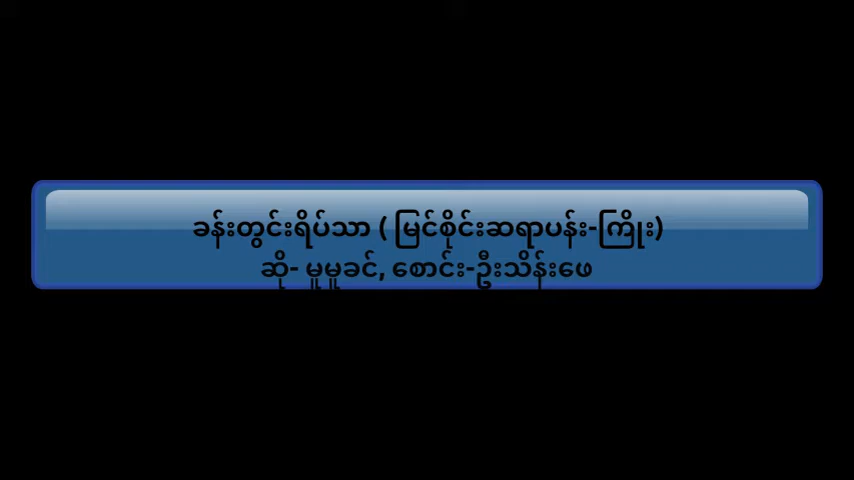 ခန်းတွင်းရိပ်သာ ( မြင်စိုင်းဆရာပန်း-ကြိုး)
ဆို- မူမူခင်, စောင်း-ဦးသိန်းဖေ